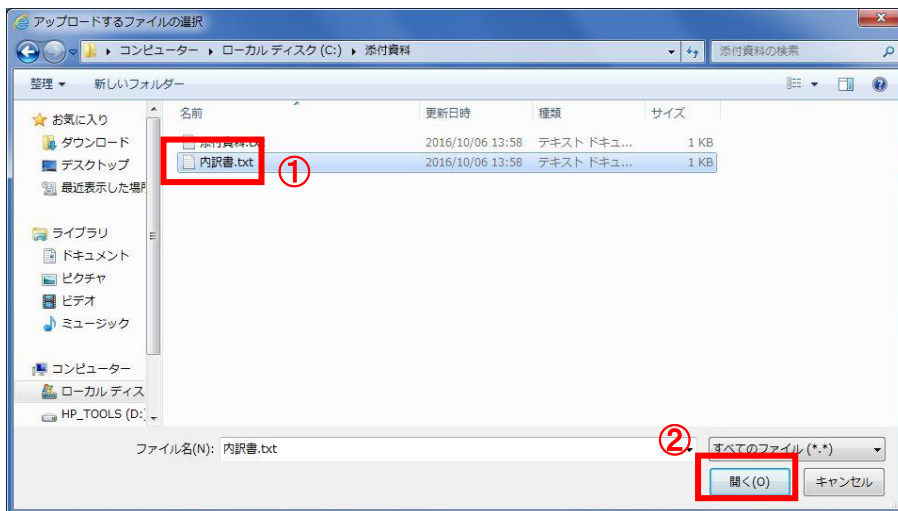 アップロードするファイルの選択
コンピューター ▸ ローカル ディスク (C:) ▸ 添付資料
添付資料の検索
整理 新しいフォルダー
名前 更新日時 種類 サイズ
添付資料.txt 2016/10/06 13:58 テキスト ドキュ... 1 KB
内訳書.txt 2016/10/06 13:58 テキスト ドキュ... 1 KB
①
お気に入り
ダウンロード
デスクトップ
最近表示した場所
ライブラリ
ドキュメント
ピクチャ
ビデオ
ミュージック
コンピューター
ローカル ディス
HP_TOOLS (D:)
ファイル名(N): 内訳書.txt
②
すべてのファイル (*.*)
開く(O) キャンセル